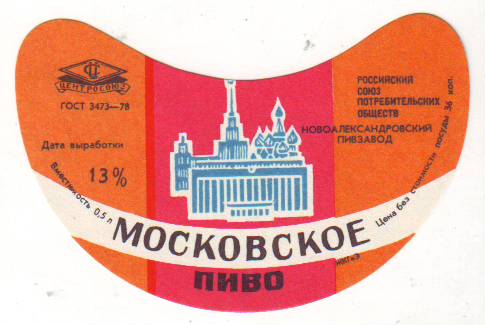 ЦЕНТРОСОЮЗ
ГОСТ 3473—78
Дата выработки
13%
Вместимость 0,5 л
РОССИЙСКИЙ
СОЮЗ
ПОТРЕБИТЕЛЬСКИХ
ОБЩЕСТВ
НОВОАЛЕКСАНДРОВСКИЙ
ПИВЗАВОД
Цена без стоимости посуды 36 коп.
МОСКОВСКОЕ
ПИВО